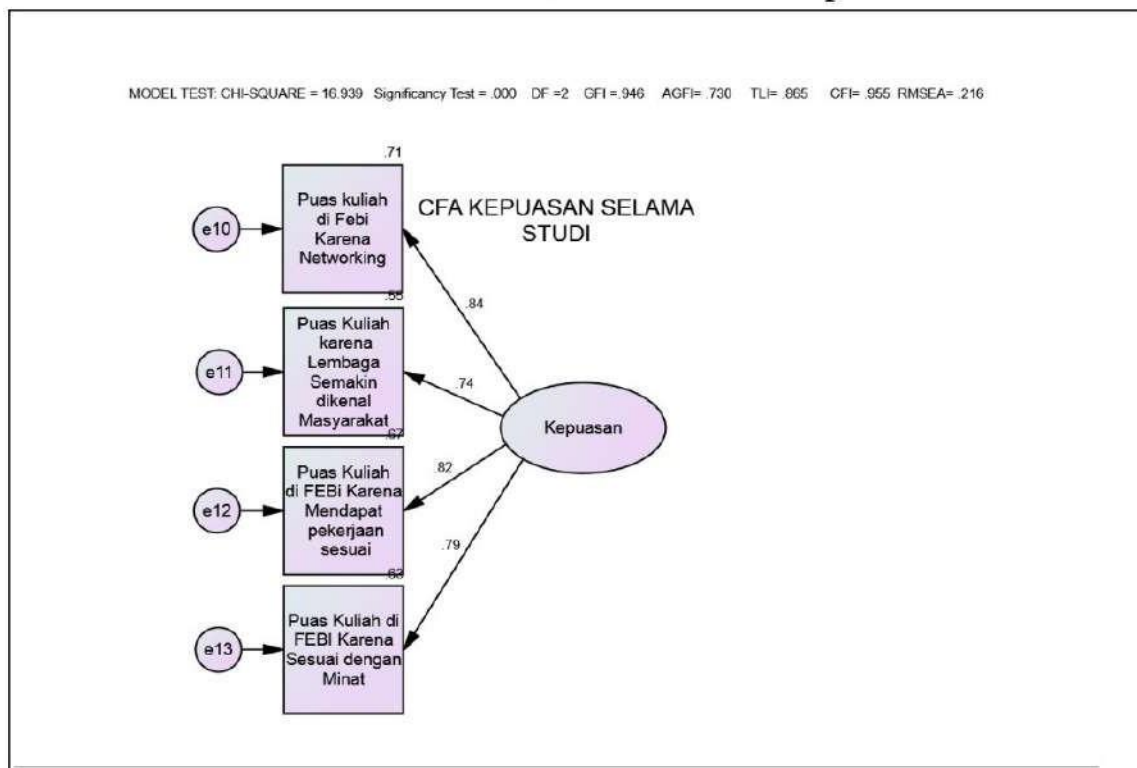 MODEL TEST: CHI-SQUARE = 16.939 Significancy Test = .000 DF =2 GFI =.946 AGFI= .730 TLI= .865 CFI= .955 RMSEA= .216
.71
Puas kuliah
di Febi
Karena
Networking
e10
CFA KEPUASAN SELAMA
STUDI
.84
.55
Puas Kuliah
karena
Lembaga
Semakin
dikenal
Masyarakat
e11
.74
Kepuasan
.67
Puas Kuliah
di FEBi Karena
Mendapat
pekerjaan
sesuai
e12
.82
.79
.63
Puas Kuliah di
FEBI Karena
Sesuai dengan
Minat
e13